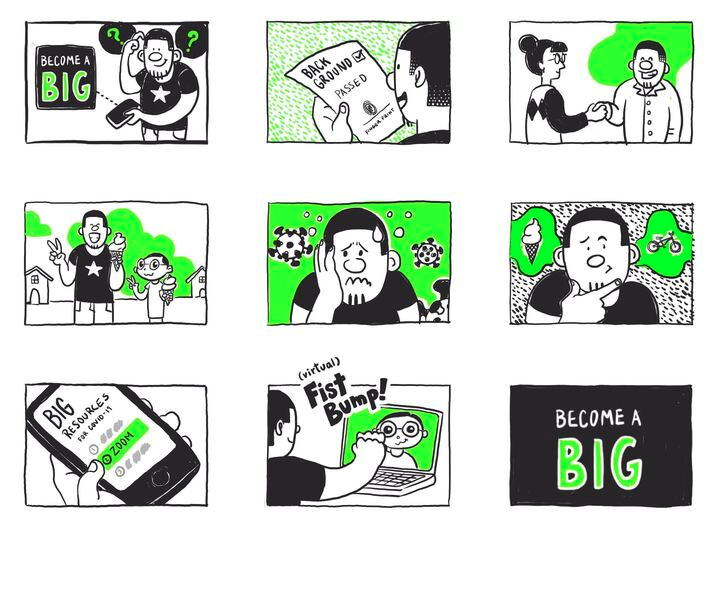 ?
?
BECOME A
BIG
BACK
GROUND
PASSED
FINGER PRINT
BIG
RESOURCES
FOR COVID-19
ZOOM
(virtual)
Fist
Bump!
BECOME A
BIG